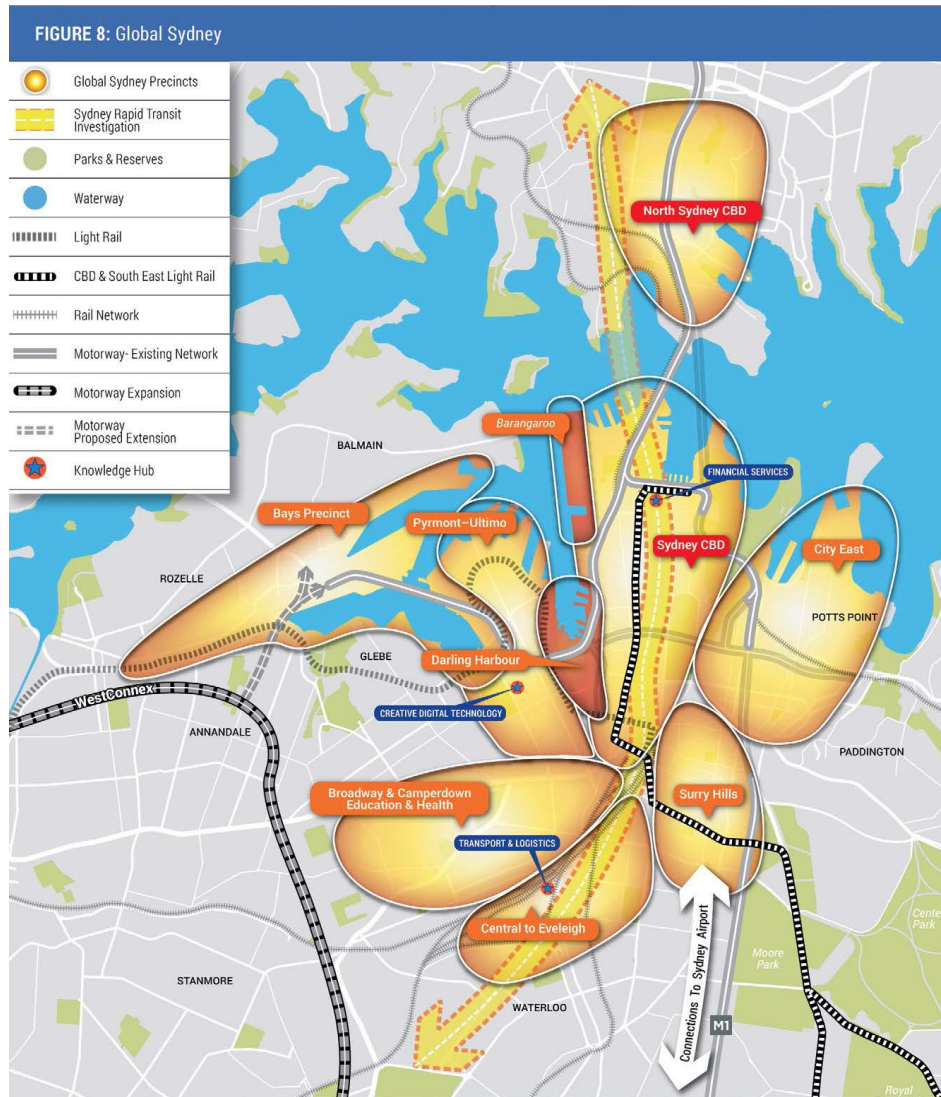 FIGURE 8: Global Sydney
Global Sydney Precincts
Sydney Rapid Transit
Investigation
Parks & Reserves
Waterway
Light Rail
CBD & South East Light Rail
Rail Network
Motorway- Existing Network
Motorway Expansion
Motorway
Proposed Extension
Knowledge Hub
North Sydney CBD
Barangaroo
BALMAIN
FINANCIAL SERVICES
Bays Precinct
Pyrmont–Ultimo
Sydney CBD
City East
ROZELLE
POTTS POINT
GLEBE
Darling Harbour
WestConnex
CREATIVE DIGITAL TECHNOLOGY
ANNANDALE
PADDINGTON
Broadway & Camperdown
Education & Health
Surry Hills
TRANSPORT & LOGISTICS
Central to Eveleigh
Cente
Park
Moore
Park
STANMORE
WATERLOO
Connections To Sydney Airport
M1
Royal